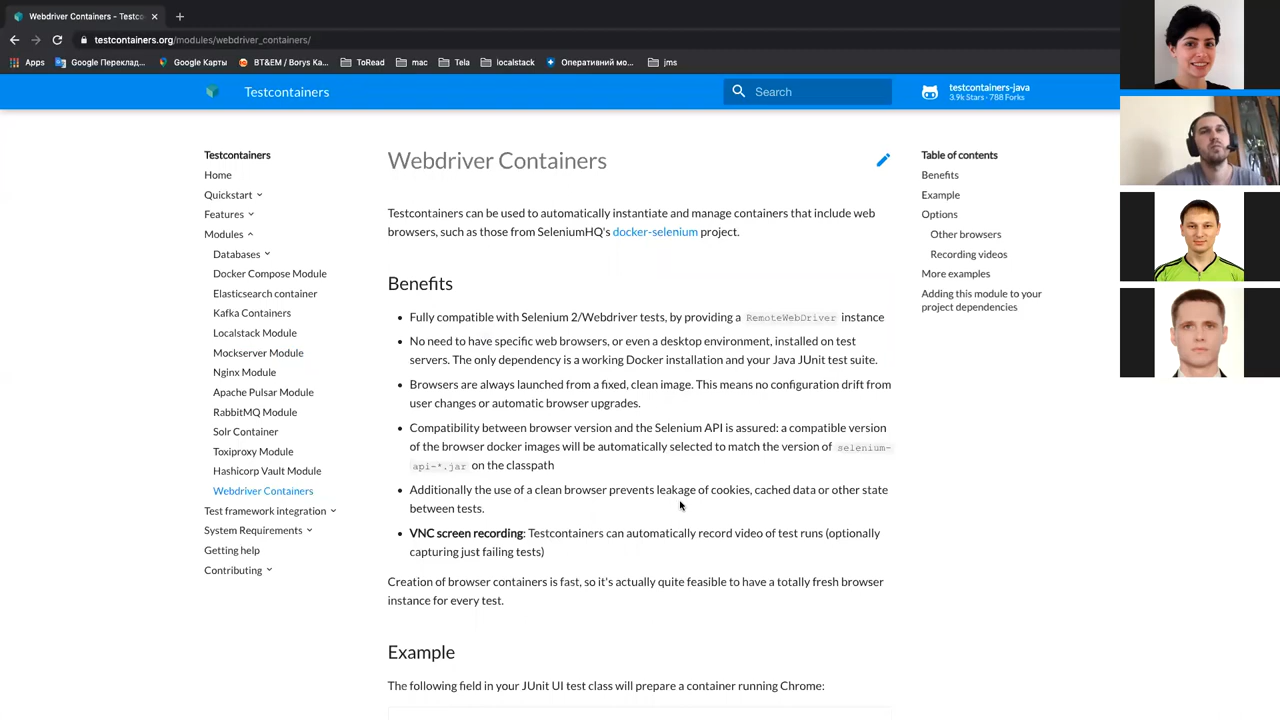 Webdriver Containers - Testco
testcontainers.org/modules/webdriver_containers/
Apps
Google Переклад...
Google Карты
BT&EM / Borys Ka...
ToRead
mac
Tela
localstack
Оперативний мо...
jms
Testcontainers
Search
testcontainers-java
3.9k Stars · 788 Forks
Testcontainers
Home
Quickstart
Features
Modules
Databases
Docker Compose Module
Elasticsearch container
Kafka Containers
Localstack Module
Mockserver Module
Nginx Module
Apache Pulsar Module
RabbitMQ Module
Solr Container
Toxiproxy Module
Hashicorp Vault Module
Webdriver Containers
Test framework integration
System Requirements
Getting help
Contributing
Webdriver Containers
Testcontainers can be used to automatically instantiate and manage containers that include web
browsers, such as those from SeleniumHQ's docker-selenium project.
Benefits
• Fully compatible with Selenium 2/Webdriver tests, by providing a RemoteWebDriver instance
• No need to have specific web browsers, or even a desktop environment, installed on test
servers. The only dependency is a working Docker installation and your Java JUnit test suite.
• Browsers are always launched from a fixed, clean image. This means no configuration drift from
user changes or automatic browser upgrades.
• Compatibility between browser version and the Selenium API is assured: a compatible version
of the browser docker images will be automatically selected to match the version of selenium-
api-*.jar on the classpath
• Additionally the use of a clean browser prevents leakage of cookies, cached data or other state
between tests.
• VNC screen recording: Testcontainers can automatically record video of test runs (optionally
capturing just failing tests)
Creation of browser containers is fast, so it's actually quite feasible to have a totally fresh browser
instance for every test.
Example
The following field in your JUnit UI test class will prepare a container running Chrome:
Table of contents
Benefits
Example
Options
Other browsers
Recording videos
More examples
Adding this module to your
project dependencies